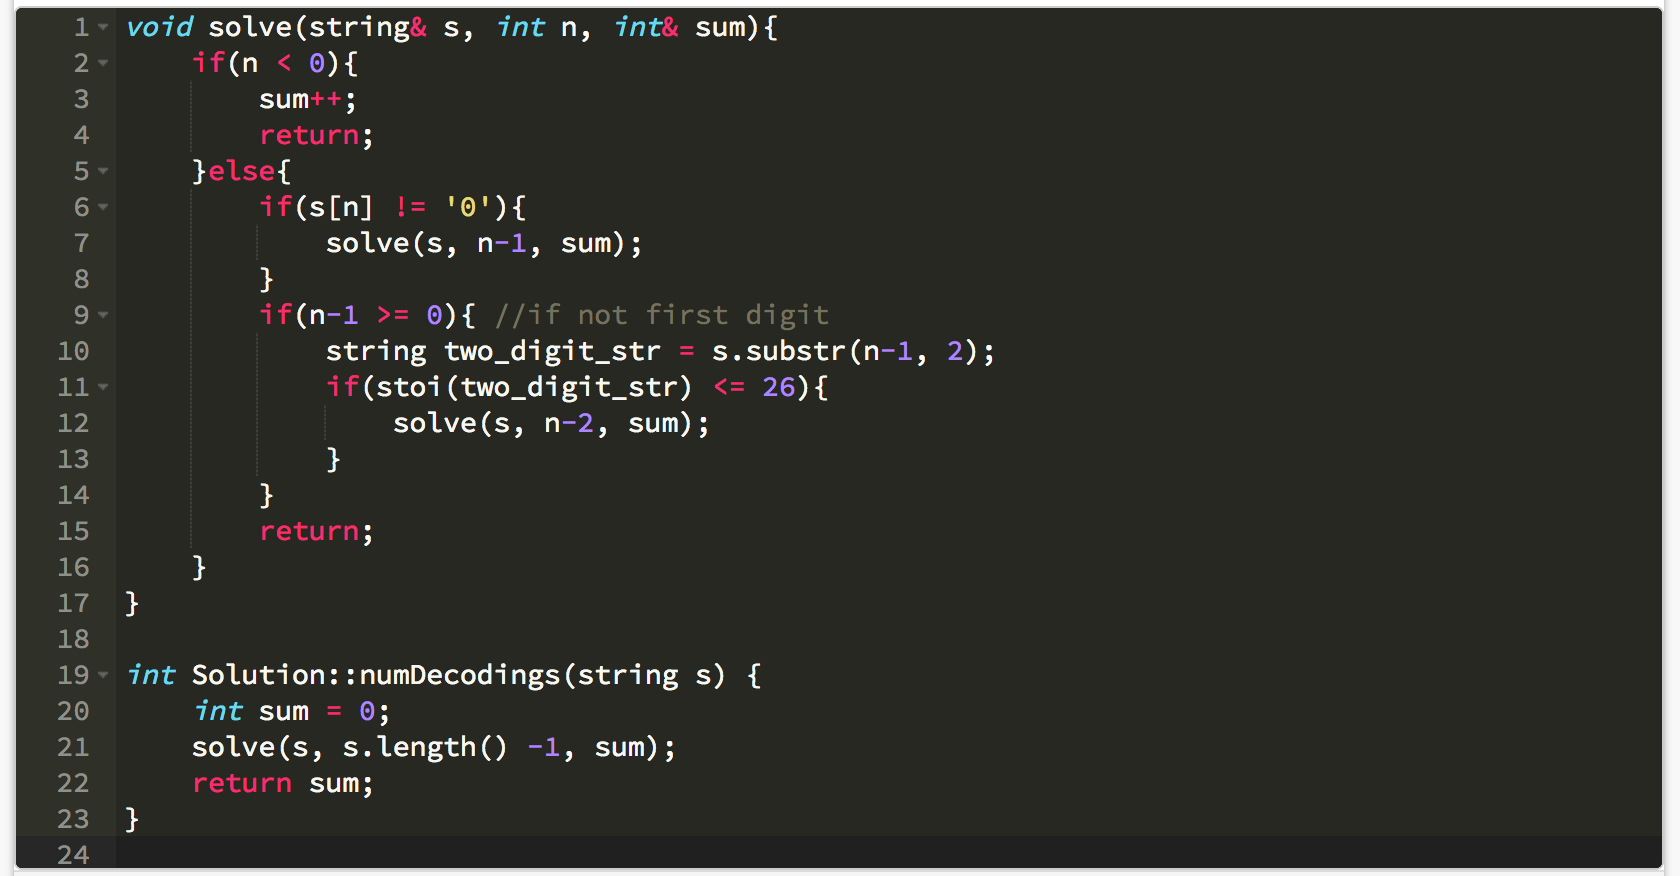 1 void solve(string& s, int n, int& sum){
2     if(n < 0){
3         sum++;
4         return;
5     }else{
6         if(s[n] != '0'){
7             solve(s, n-1, sum);
8         }
9         if(n-1 >= 0){ //if not first digit
10             string two_digit_str = s.substr(n-1, 2);
11             if(stoi(two_digit_str) <= 26){
12                 solve(s, n-2, sum);
13             }
14         }
15         return;
16     }
17 }
18
19 int Solution::numDecodings(string s) {
20     int sum = 0;
21     solve(s, s.length() -1, sum);
22     return sum;
23 }
24